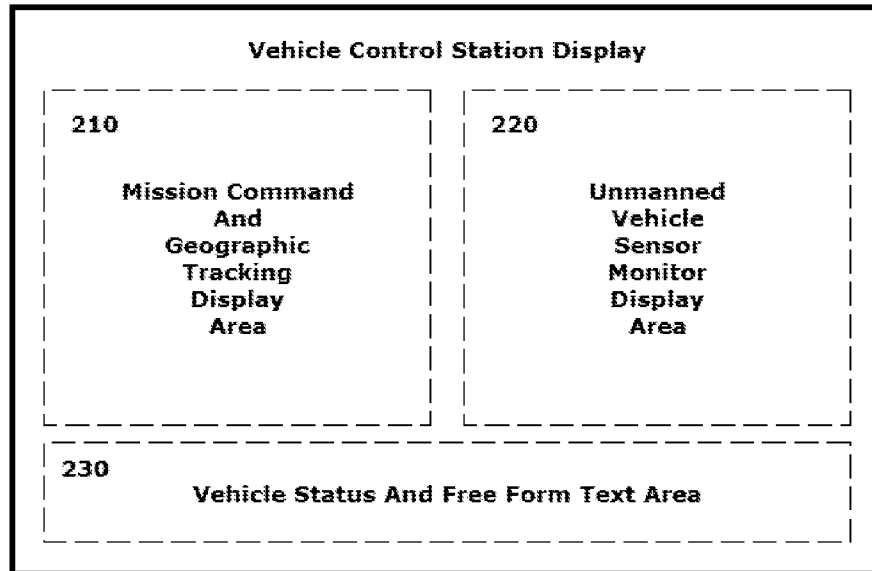 Vehicle Control Station Display
210
Mission Command
And
Geographic
Tracking
Display
Area
220
Unmanned
Vehicle
Sensor
Monitor
Display
Area
230
Vehicle Status And Free Form Text Area